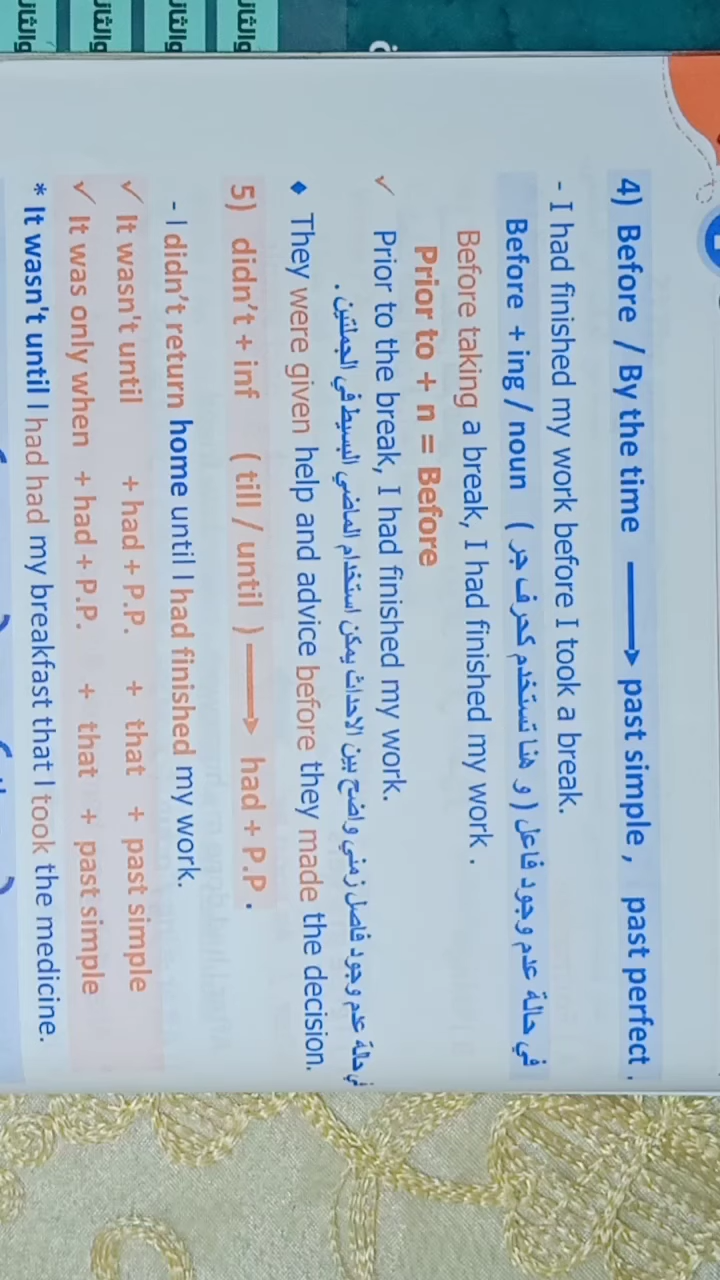 4) Before / By the time ⟶ past simple , past perfect .
- I had finished my work before I took a break.
Before + ing / noun ( في حالة عدم وجود فاعل ( و هنا تستخدم كحرف جر
Before taking a break, I had finished my work .
Prior to + n = Before
✓ Prior to the break, I had finished my work.
في حالة عدم وجود فاصل زمني واضح بين الاحداث يمكن استخدام الماضي البسيط في الجملتين .
◆ They were given help and advice before they made the decision.
5) didn't + inf ( till / until ) ⟶ had + P.P .
- I didn't return home until I had finished my work.
✓ It wasn't until + had + P.P. + that + past simple
✓ It was only when + had + P.P. + that + past simple
* It wasn't until I had had my breakfast that I took the medicine.